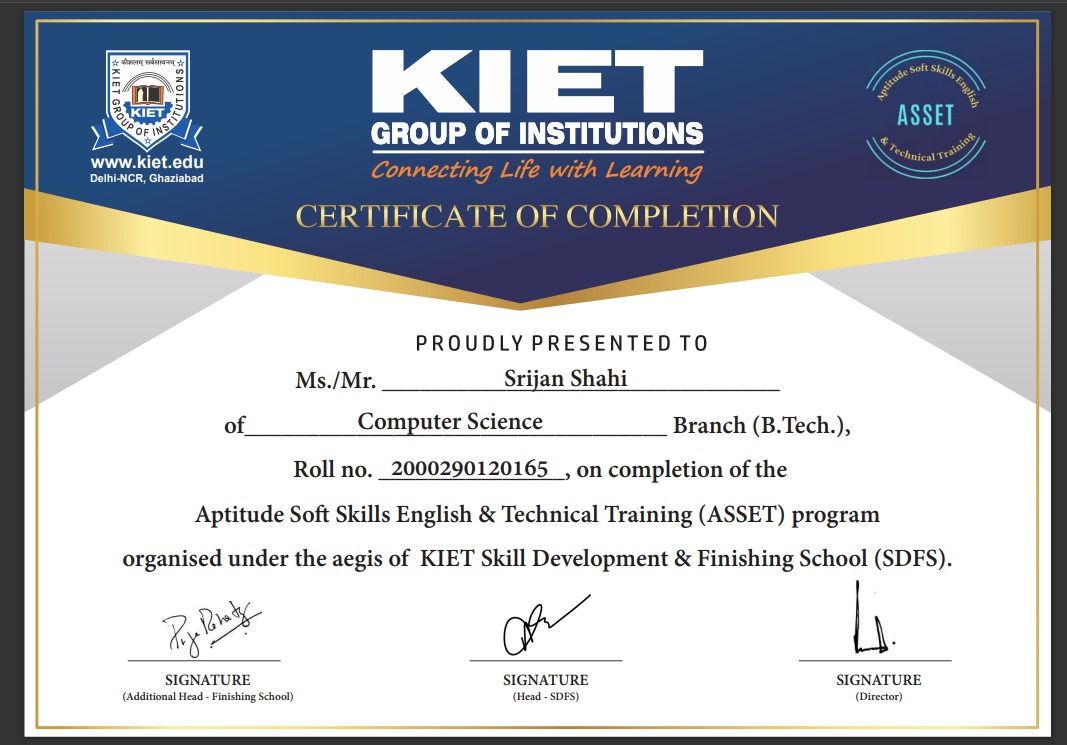 कौशलम् सर्वसाधनम्
KIET GROUP OF INSTITUTIONS
KIET
www.kiet.edu
Delhi-NCR, Ghaziabad
KIET
GROUP OF INSTITUTIONS
Connecting Life with Learning
Aptitude Soft Skills English
ASSET
& Technical Training
CERTIFICATE OF COMPLETION
PROUDLY PRESENTED TO
Ms./Mr. Srijan Shahi
of Computer Science Branch (B.Tech.),
Roll no. 2000290120165, on completion of the
Aptitude Soft Skills English & Technical Training (ASSET) program
organised under the aegis of KIET Skill Development & Finishing School (SDFS).
SIGNATURE
(Additional Head - Finishing School)
SIGNATURE
(Head - SDFS)
SIGNATURE
(Director)